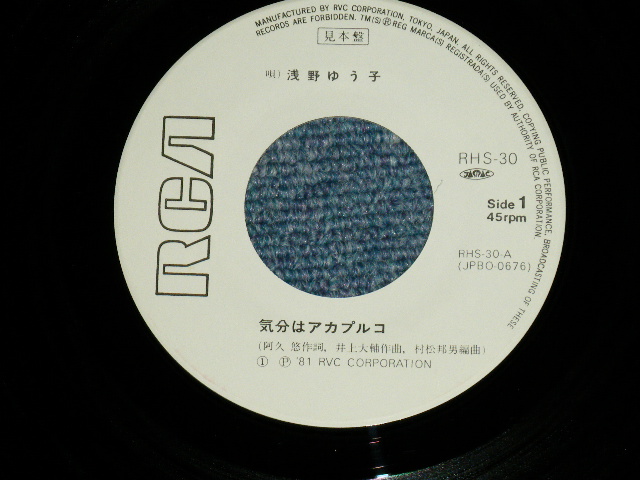 MANUFACTURED BY RVC CORPORATION, TOKYO, JAPAN. ALL RIGHTS RESERVED, COPYING, PUBLIC PERFORMANCE, BROADCASTING OF THESE
RECORDS ARE FORBIDDEN. TM(S) Ⓡ REG MARCA(S) REGISTRADA(S) USED BY AUTHORITY OF RCA CORPORATION.
見本盤
唄) 浅野ゆう子
RCA
RHS-30
JASRAC
Side 1
45rpm
RHS-30-A
(JPBO-0676)
気分はアカプルコ
(阿久 悠作詞, 井上大輔作曲, 村松邦男編曲)
Ⓘ Ⓟ '81 RVC CORPORATION